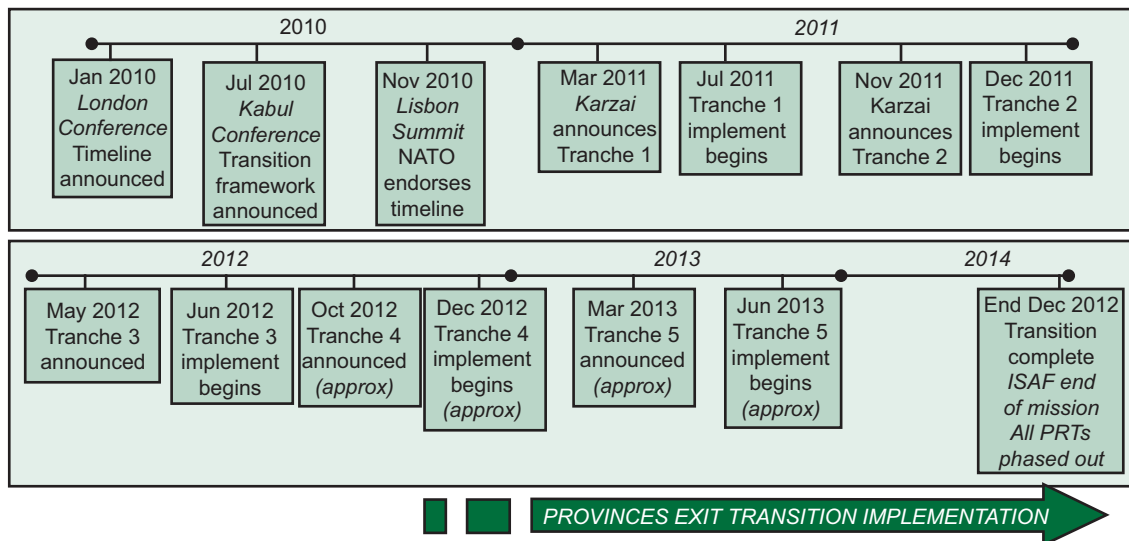 2010
2011
Jan 2010
London
Conference
Timeline
announced
Jul 2010
Kabul
Conference
Transition
framework
announced
Nov 2010
Lisbon
Summit
NATO
endorses
timeline
Mar 2011
Karzai
announces
Tranche 1
Jul 2011
Tranche 1
implement
begins
Nov 2011
Karzai
announces
Tranche 2
Dec 2011
Tranche 2
implement
begins
2012
2013
2014
May 2012
Tranche 3
announced
Jun 2012
Tranche 3
implement
begins
Oct 2012
Tranche 4
announced
(approx)
Dec 2012
Tranche 4
implement
begins
(approx)
Mar 2013
Tranche 5
announced
(approx)
Jun 2013
Tranche 5
implement
begins
(approx)
End Dec 2012
Transition
complete
ISAF end
of mission
All PRTs
phased out
PROVINCES EXIT TRANSITION IMPLEMENTATION